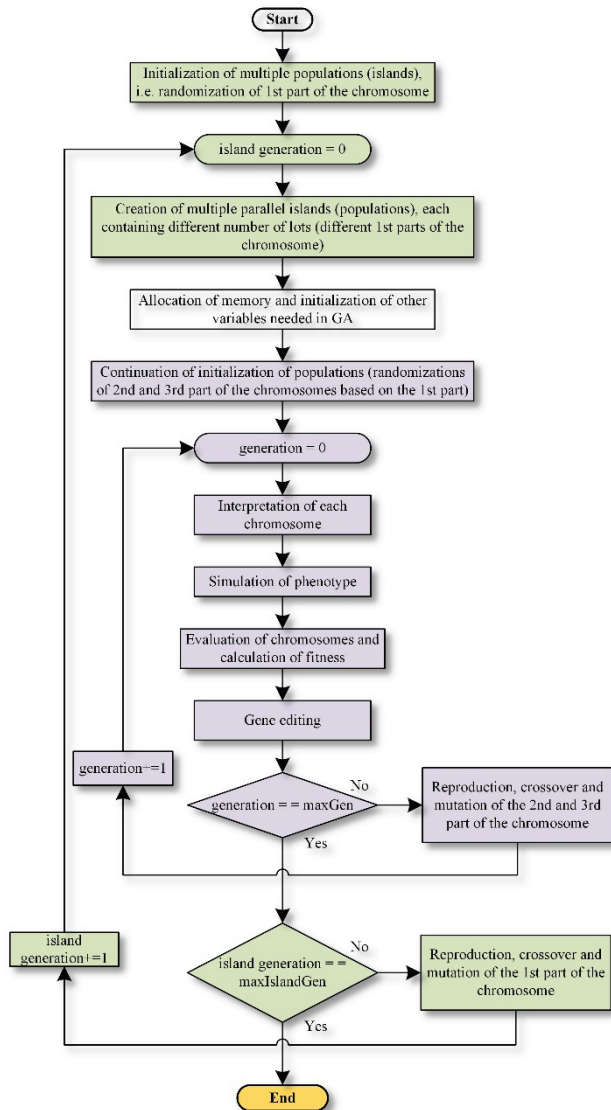 Start
Initialization of multiple populations (islands),
i.e. randomization of 1st part of the chromosome
island generation = 0
Creation of multiple parallel islands (populations), each
containing different number of lots (different 1st parts of the
chromosome)
Allocation of memory and initialization of other
variables needed in GA
Continuation of initialization of populations (randomizations
of 2nd and 3rd part of the chromosomes based on the 1st part)
generation = 0
Interpretation of each
chromosome
Simulation of phenotype
Evaluation of chromosomes and
calculation of fitness
Gene editing
generation+=1
generation = = maxGen
No
Reproduction, crossover and
mutation of the 2nd and 3rd
part of the chromosome
Yes
island
generation+=1
island generation = =
maxIslandGen
No
Reproduction, crossover and
mutation of the 1st part of the
chromosome
Yes
End